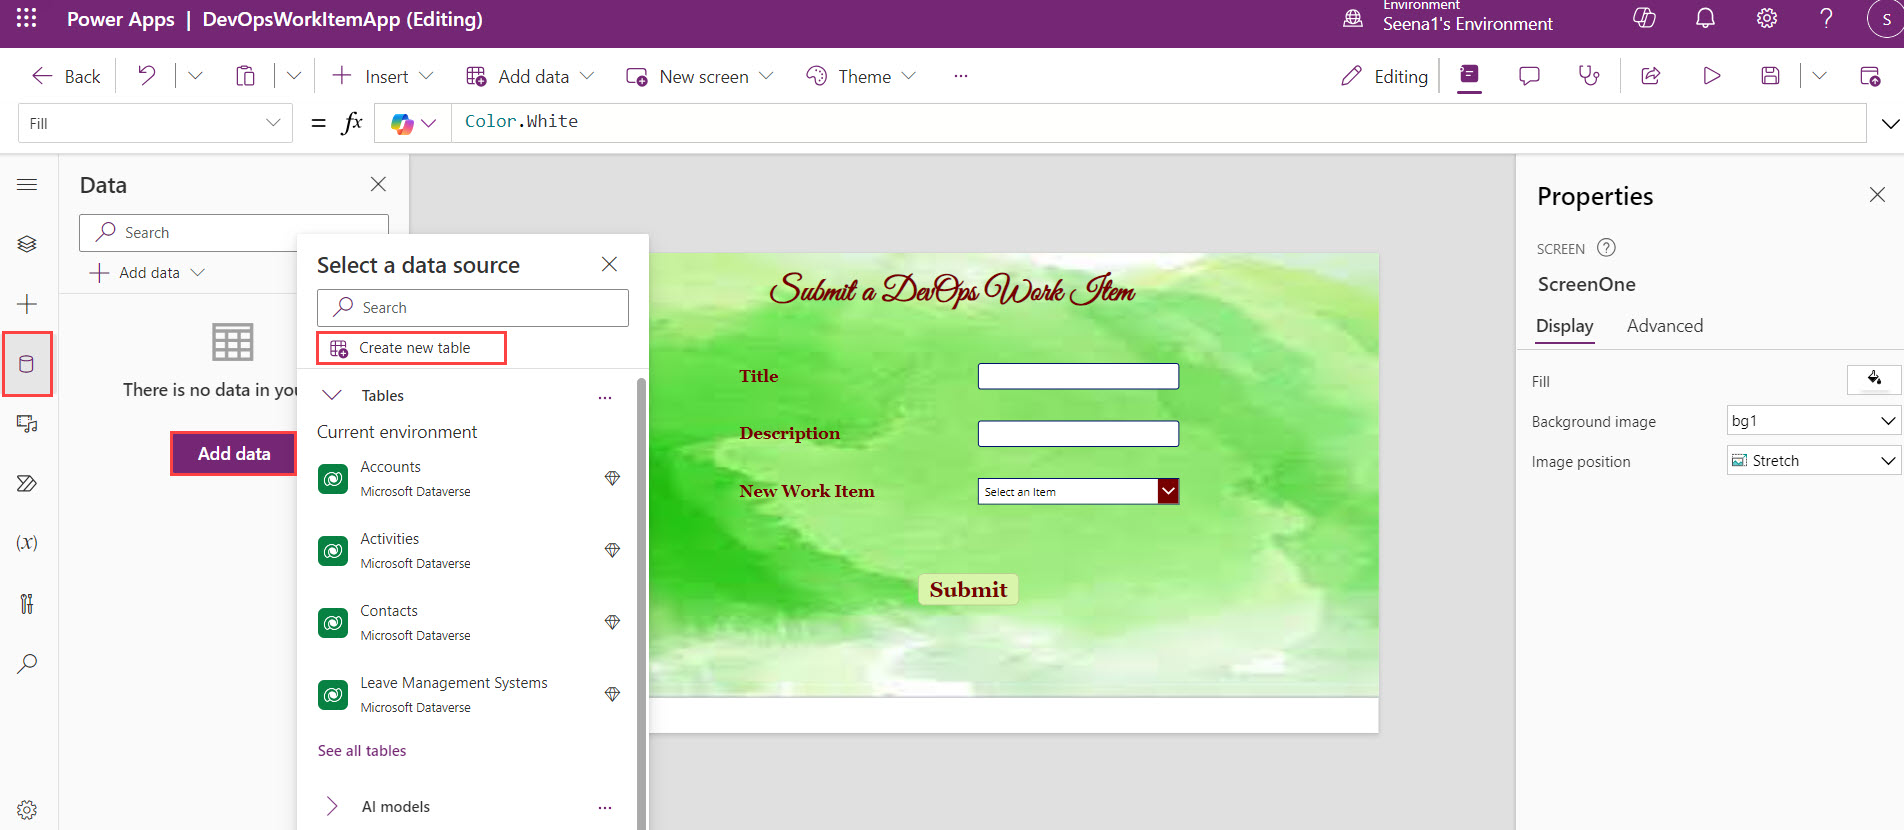 Power Apps | DevOpsWorkItemApp (Editing)
Environment
Seena1's Environment
S
Back
Insert
Add data
New screen
Theme
...
Editing
Fill
= fx
Color.White
Data
Search
Add data
There is no data in you
Add data
(x)
Select a data source
Search
Create new table
Tables
...
Current environment
Accounts
Microsoft Dataverse
Activities
Microsoft Dataverse
Contacts
Microsoft Dataverse
Leave Management Systems
Microsoft Dataverse
See all tables
AI models
...
Submit a DevOps Work Item
Title
Description
New Work Item
Select an Item
Submit
Properties
SCREEN ?
ScreenOne
Display
Advanced
Fill
Background image
bg1
Image position
Stretch